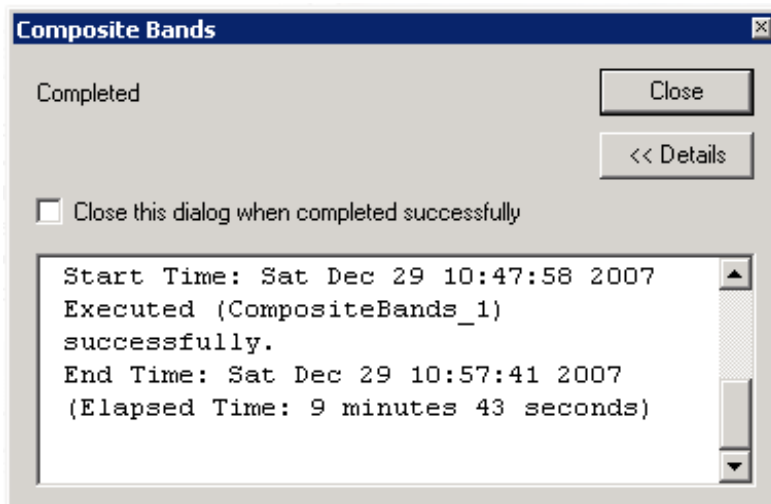 Composite Bands
Completed
Close
<< Details
Close this dialog when completed successfully
Start Time: Sat Dec 29 10:47:58 2007
Executed (CompositeBands_1)
successfully.
End Time: Sat Dec 29 10:57:41 2007
(Elapsed Time: 9 minutes 43 seconds)